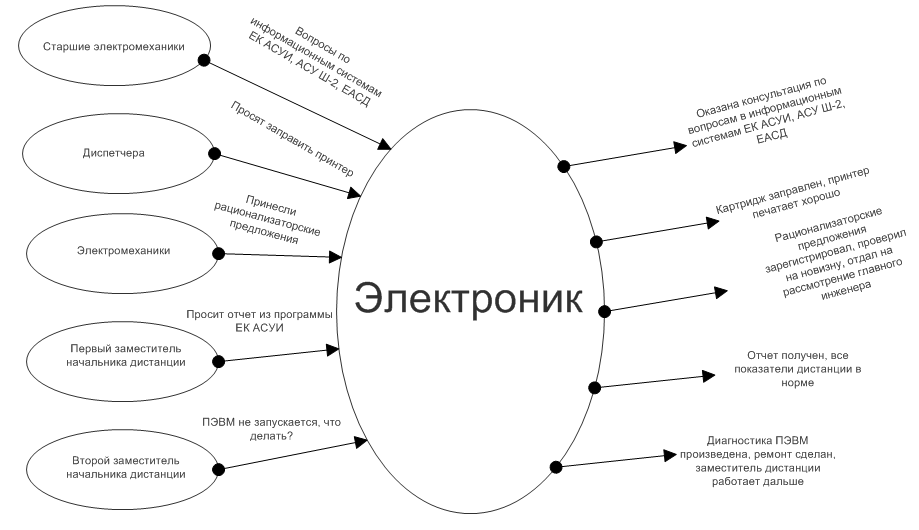 Старшие электромеханики
Вопросы по
информационным системам
ЕК АСУИ, АСУ Ш-2, ЕАСД
Диспетчера
Просят заправить принтер
Электромеханики
Принесли
рационализаторские
предложения
Первый заместитель
начальника дистанции
Просит отчет из программы
ЕК АСУИ
Второй заместитель
начальника дистанции
ПЭВМ не запускается, что
делать?
Электроник
Оказана консультация по
вопросам в информационным
системам ЕК АСУИ, АСУ Ш-2,
ЕАСД
Картридж заправлен, принтер
печатает хорошо
Рационализаторские
предложения
зарегистрировал, проверил
на новизну, отдал на
рассмотрение главного
инженера
Отчет получен, все
показатели дистанции в
норме
Диагностика ПЭВМ
произведена, ремонт сделан,
заместитель дистанции
работает дальше